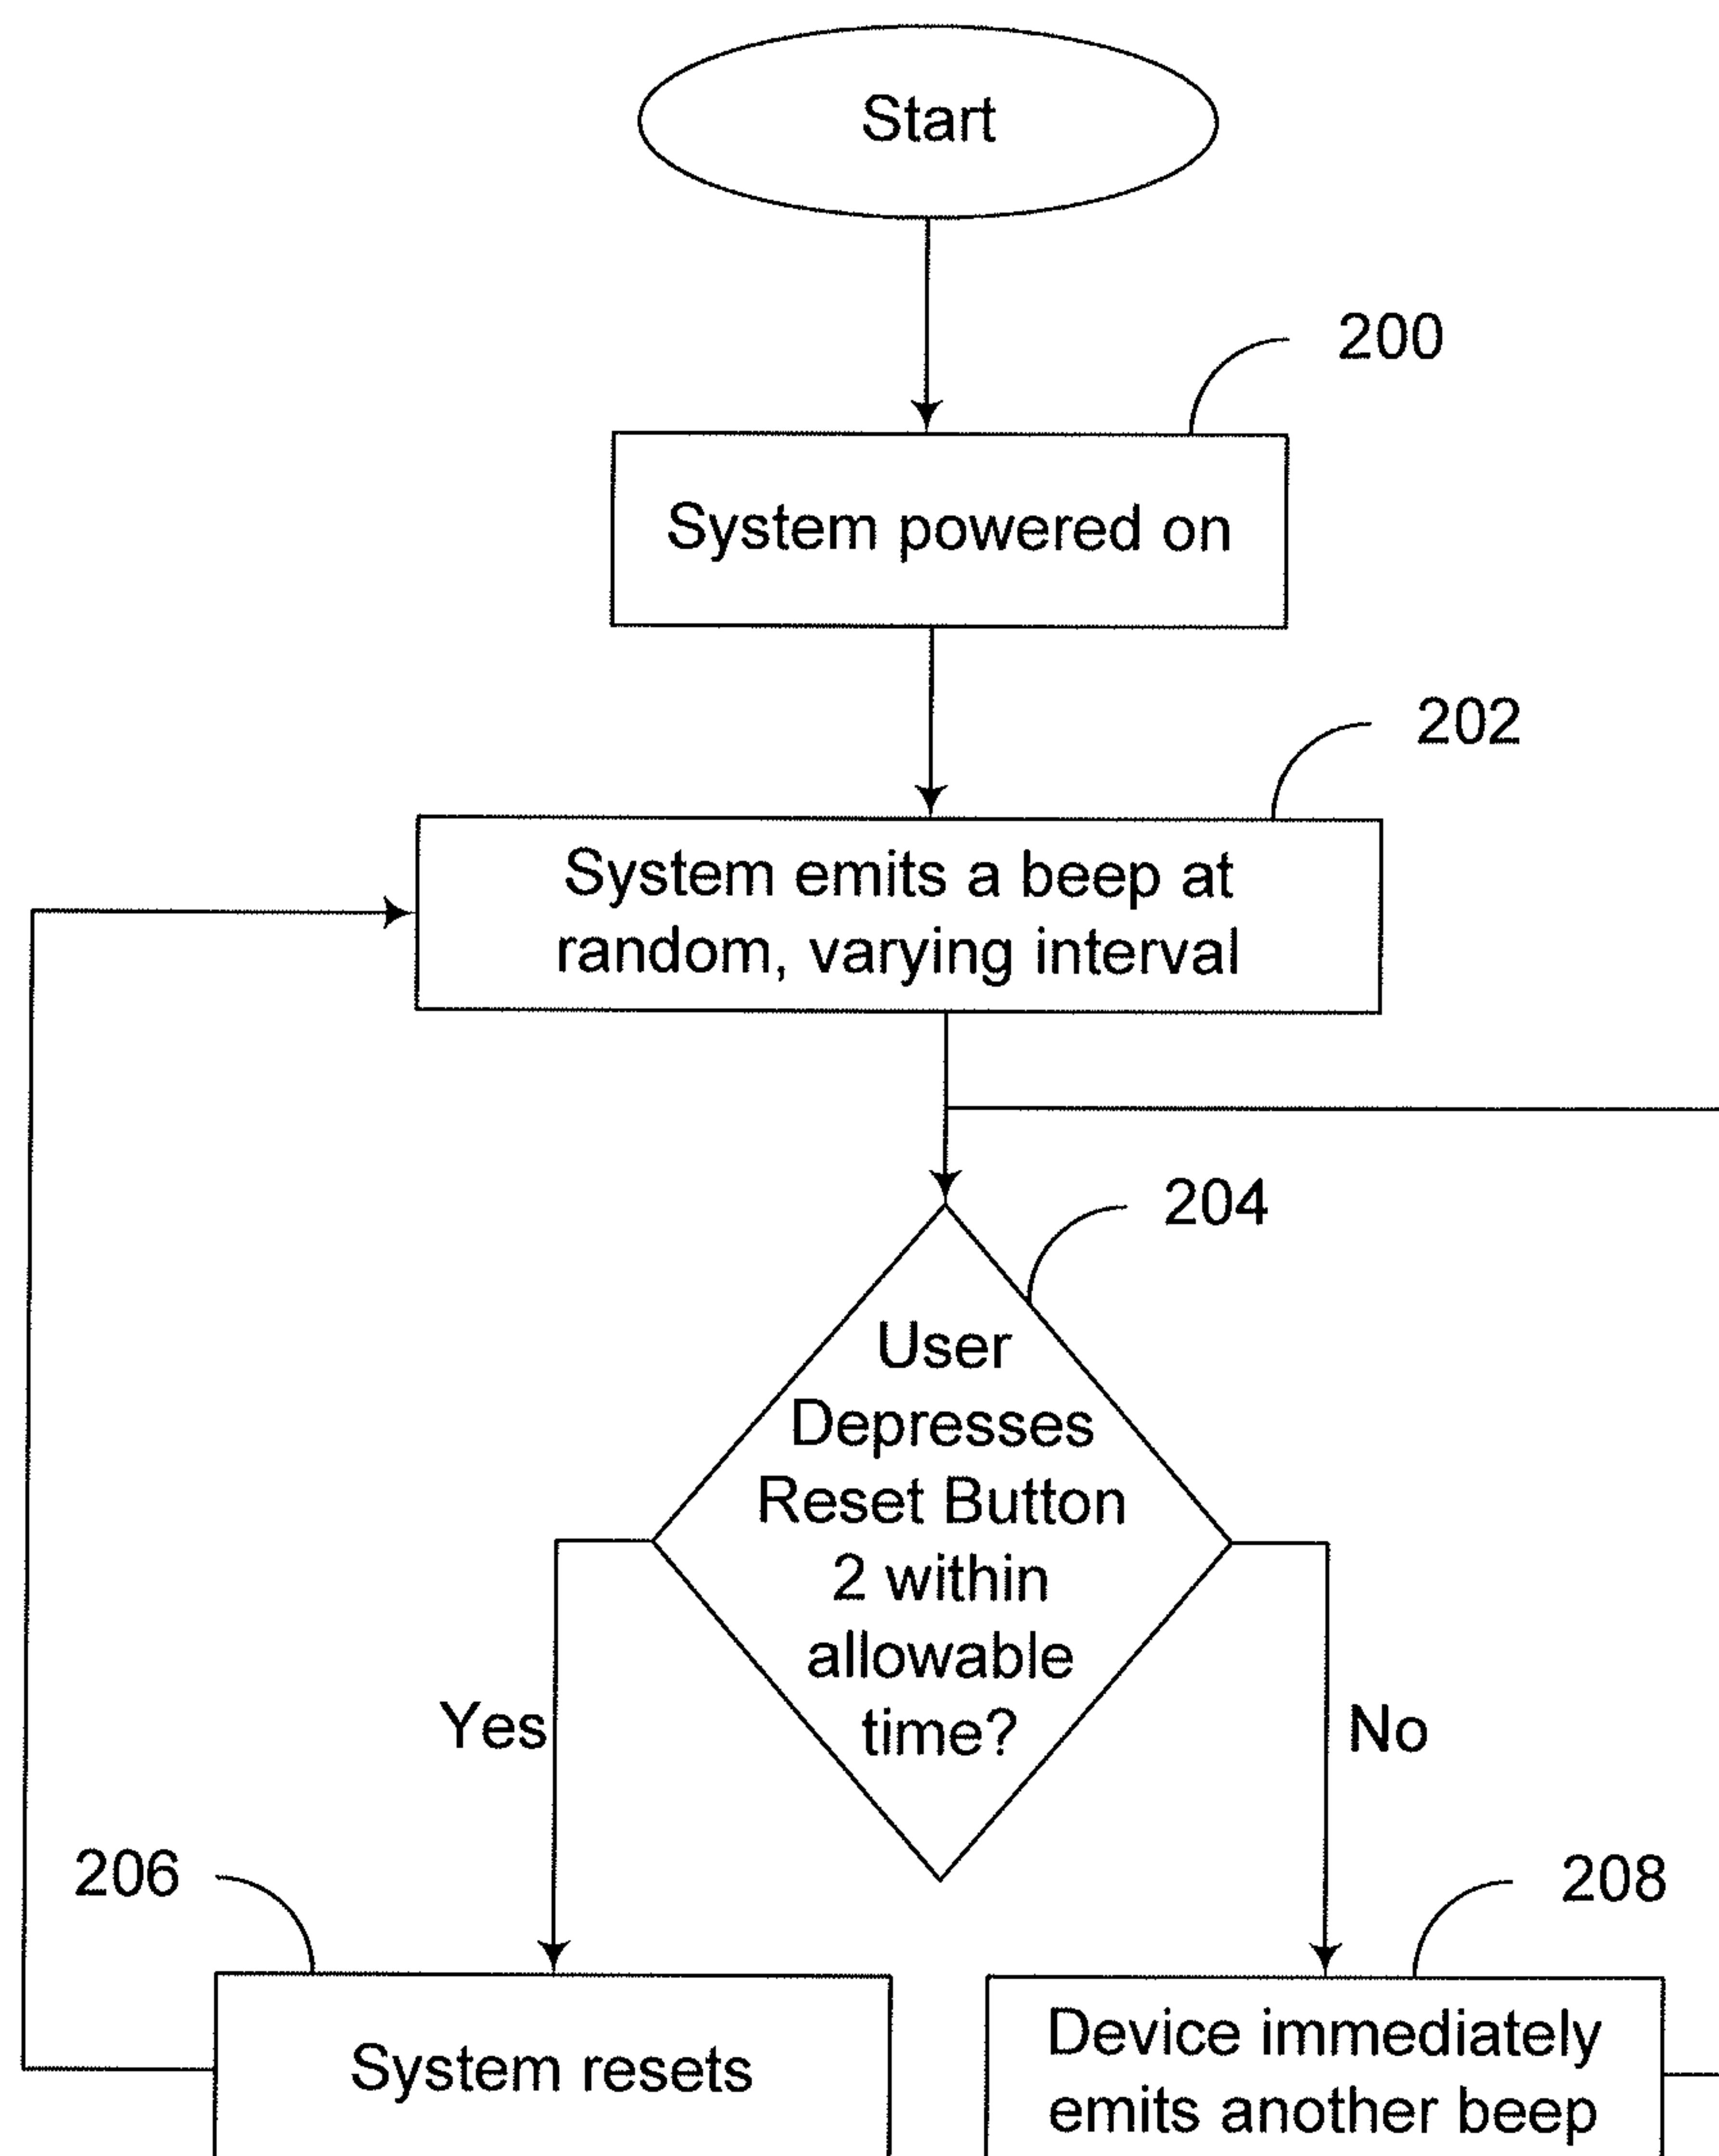 Start
200
System powered on
202
System emits a beep at
random, varying interval
204
User
Depresses
Reset Button
2 within
allowable
time?
Yes
No
206
208
System resets
Device immediately
emits another beep